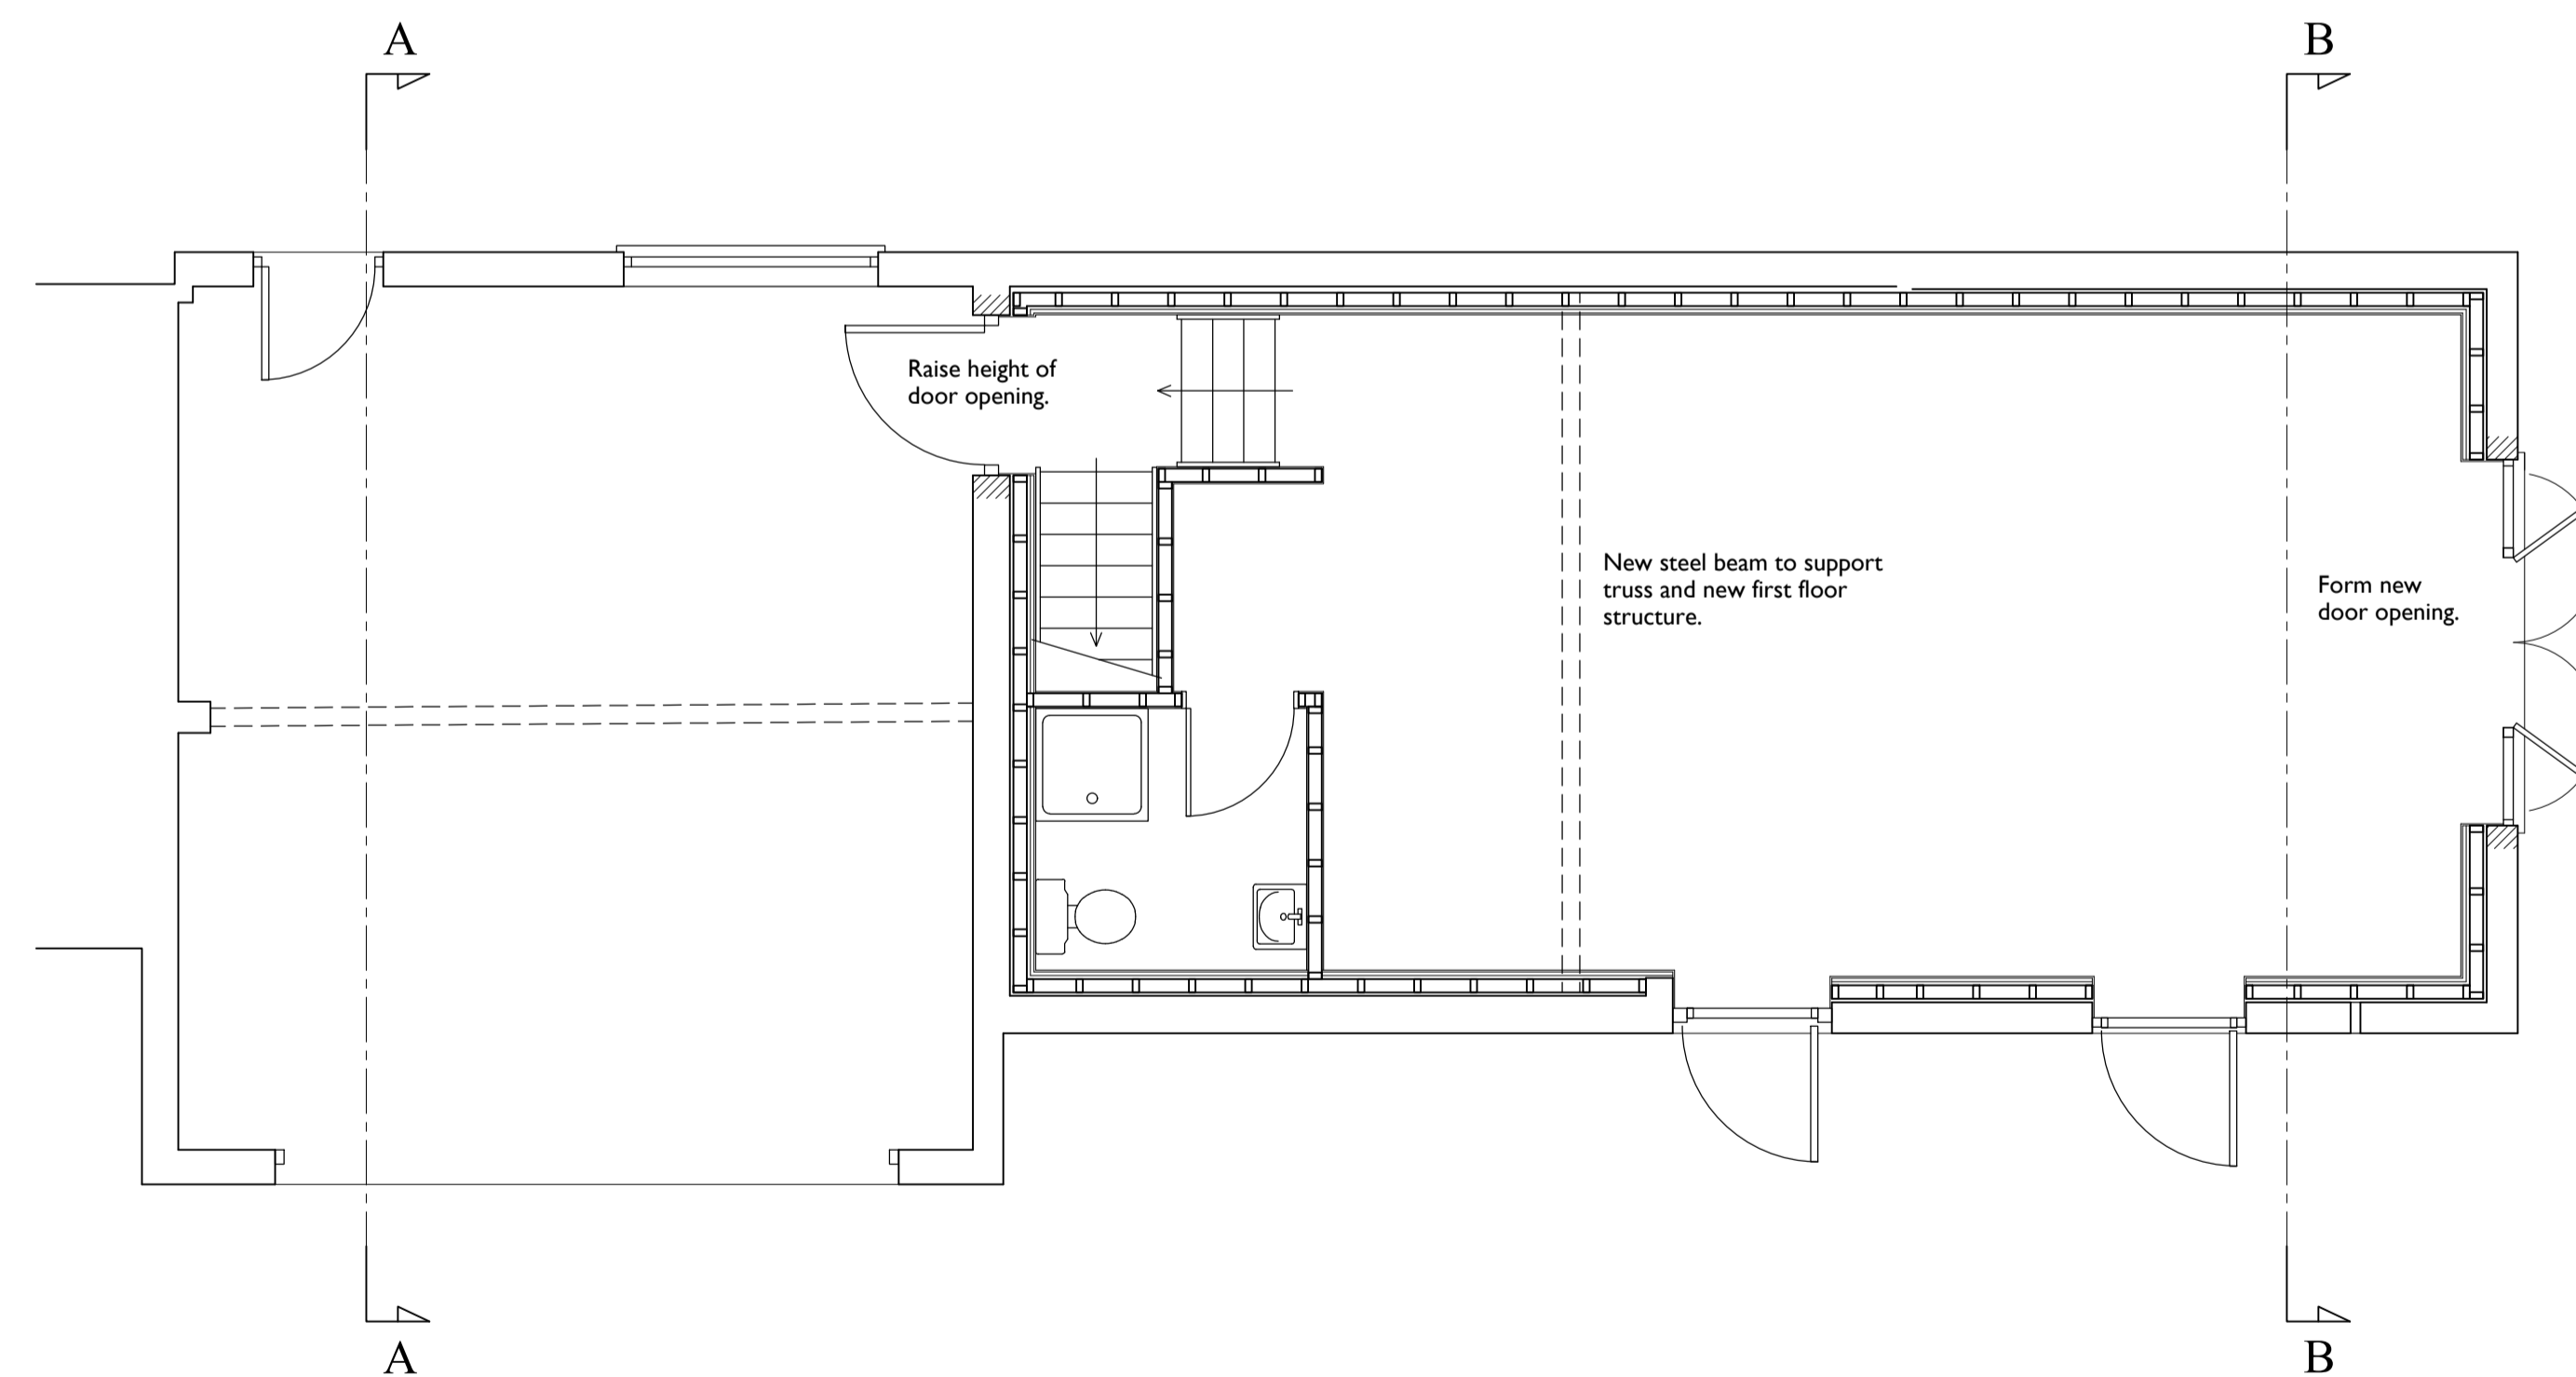 A
B
Raise height of
door opening.
New steel beam to support
truss and new first floor
structure.
Form new
door opening.
A
B